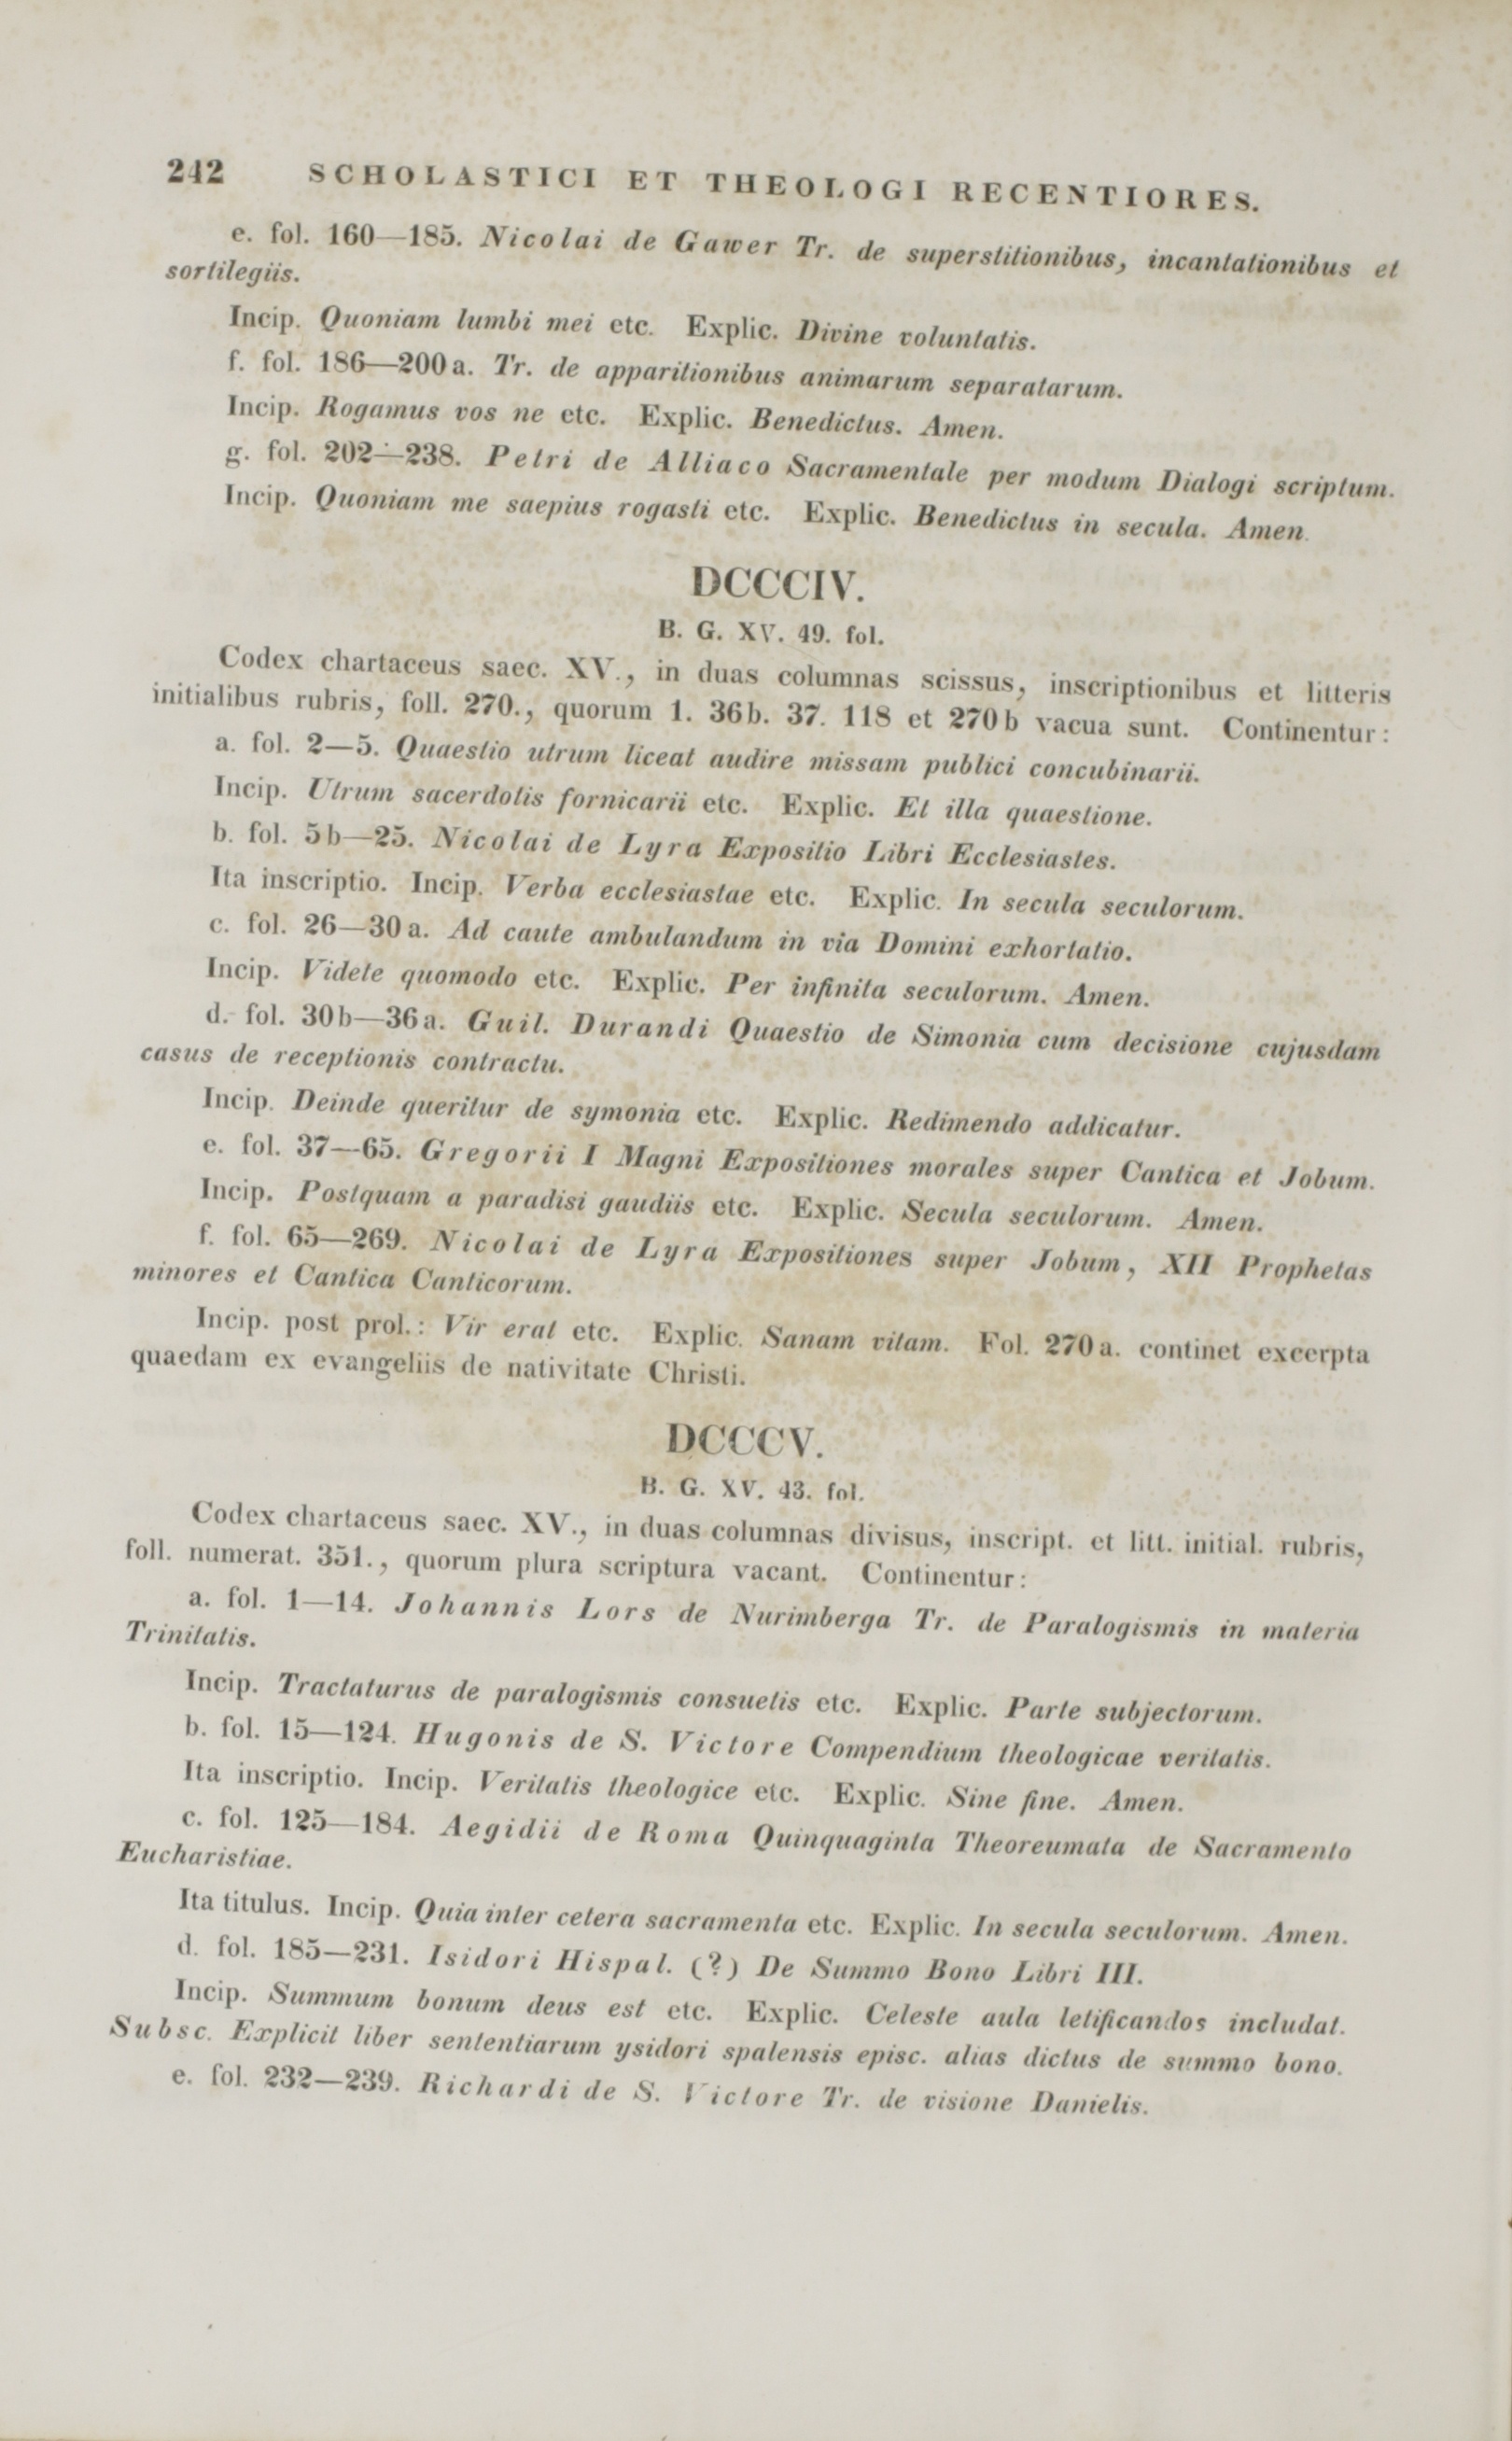 242 SCHOLASTICI ET THEOLOGI RECENTIORES.
e. fol. 160—185. Nicolai de Gawer Tr. de superstitionibus, incantationibus et
sortilegiis.
Incip. Quoniam lumbi mei etc. Explic. Divine voluntatis.
f. fol. 186—200 a. Tr. de apparitionibus animarum separatarum.
Incip. Rogamus vos ne etc. Explic. Benedictus. Amen.
g. fol. 202—238. Petri de Alliaco Sacramentale per modum Dialogi scriptum.
Incip. Quoniam me saepius rogasti etc. Explic. Benedictus in secula. Amen.
DCCCIV.
B. G. XV. 49. fol.
Codex chartaceus saec. XV., in duas columnas scissus, inscriptionibus et litteris
initialibus rubris, foll. 270., quorum 1. 36b. 37. 118 et 270b vacua sunt. Continentur:
a. fol. 2—5. Quaestio utrum liceat audire missam publici concubinarii.
Incip. Utrum sacerdotis fornicarii etc. Explic. Et illa quaestione.
b. fol. 5b—25. Nicolai de Lyra Expositio Libri Ecclesiastes.
Ita inscriptio. Incip. Verba ecclesiastae etc. Explic. In secula seculorum.
c. fol. 26—30 a. Ad caute ambulandum in via Domini exhortatio.
Incip. Videte quomodo etc. Explic. Per infinita seculorum. Amen.
d. fol. 30b—36a. Guil. Durandi Quaestio de Simonia cum decisione cujusdam
casus de receptionis contractu.
Incip. Deinde queritur de symonia etc. Explic. Redimendo addicatur.
e. fol. 37—65. Gregorii I Magni Expositiones morales super Cantica et Jobum.
Incip. Postquam a paradisi gaudiis etc. Explic. Secula seculorum. Amen.
f. fol. 65—269. Nicolai de Lyra Expositiones super Jobum, XII Prophetas
minores et Cantica Canticorum.
Incip. post prol.: Vir erat etc. Explic. Sanam vitam. Fol. 270 a. continet excerpta
quaedam ex evangeliis de nativitate Christi.
DCCCV.
B. G. XV. 43. fol.
Codex chartaceus saec. XV., in duas columnas divisus, inscript. et litt. initial. rubris,
foll. numerat. 351., quorum plura scriptura vacant. Continentur:
a. fol. 1—14. Johannis Lors de Nurimberga Tr. de Paralogismis in materia
Trinitatis.
Incip. Tractaturus de paralogismis consuetis etc. Explic. Parte subjectorum.
b. fol. 15—124. Hugonis de S. Victore Compendium theologicae veritatis.
Ita inscriptio. Incip. Veritatis theologice etc. Explic. Sine fine. Amen.
c. fol. 125—184. Aegidii de Roma Quinquaginta Theoreumata de Sacramento
Eucharistiae.
Ita titulus. Incip. Quia inter cetera sacramenta etc. Explic. In secula seculorum. Amen.
d. fol. 185—231. Isidori Hispal. (?) De Summo Bono Libri III.
Incip. Summum bonum deus est etc. Explic. Celeste aula letificandos includat.
Subsc. Explicit liber sententiarum ysidori spalensis episc. alias dictus de summo bono.
e. fol. 232—239. Richardi de S. Victore Tr. de visione Danielis.